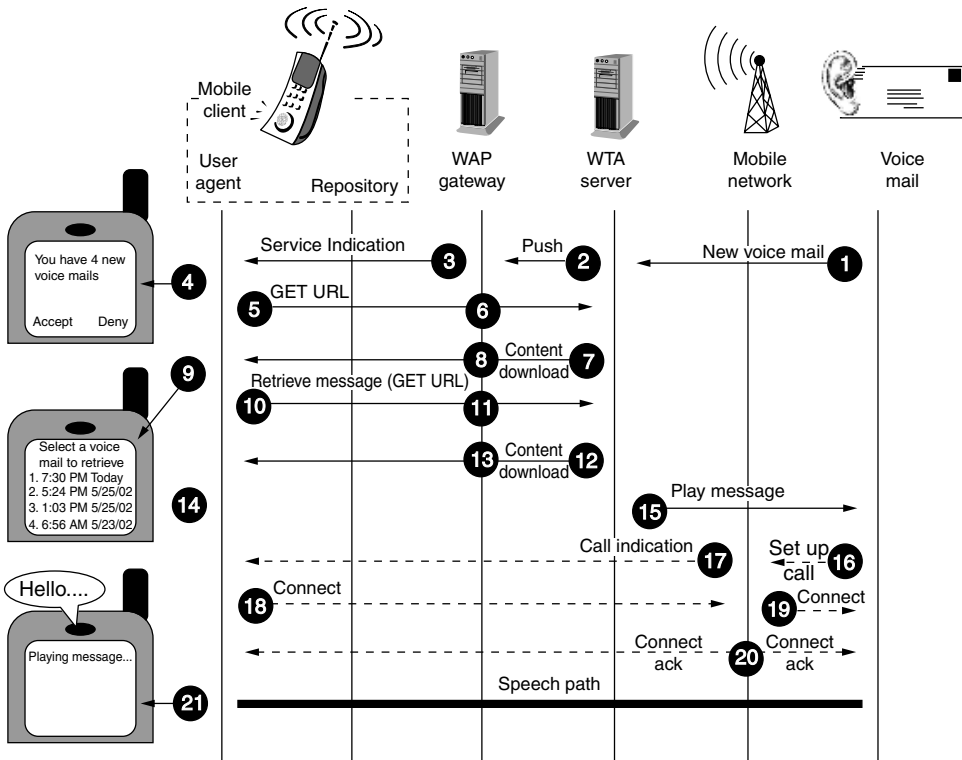 Mobile
client
User
agent
Repository
WAP
gateway
WTA
server
Mobile
network
Voice
mail
You have 4 new
voice mails
Accept Deny
4
Service Indication
3
Push
2
New voice mail
1
GET URL
5
6
8
Content
download
7
9
Retrieve message (GET URL)
10
11
Select a voice
mail to retrieve
1. 7:30 PM Today
2. 5:24 PM 5/25/02
3. 1:03 PM 5/25/02
4. 6:56 AM 5/23/02
13
Content
download
12
14
Play message
15
Call indication
17
Set up
call
16
Hello....
Connect
18
19
Connect
Playing message...
Connect
ack
20
Connect
ack
21
Speech path